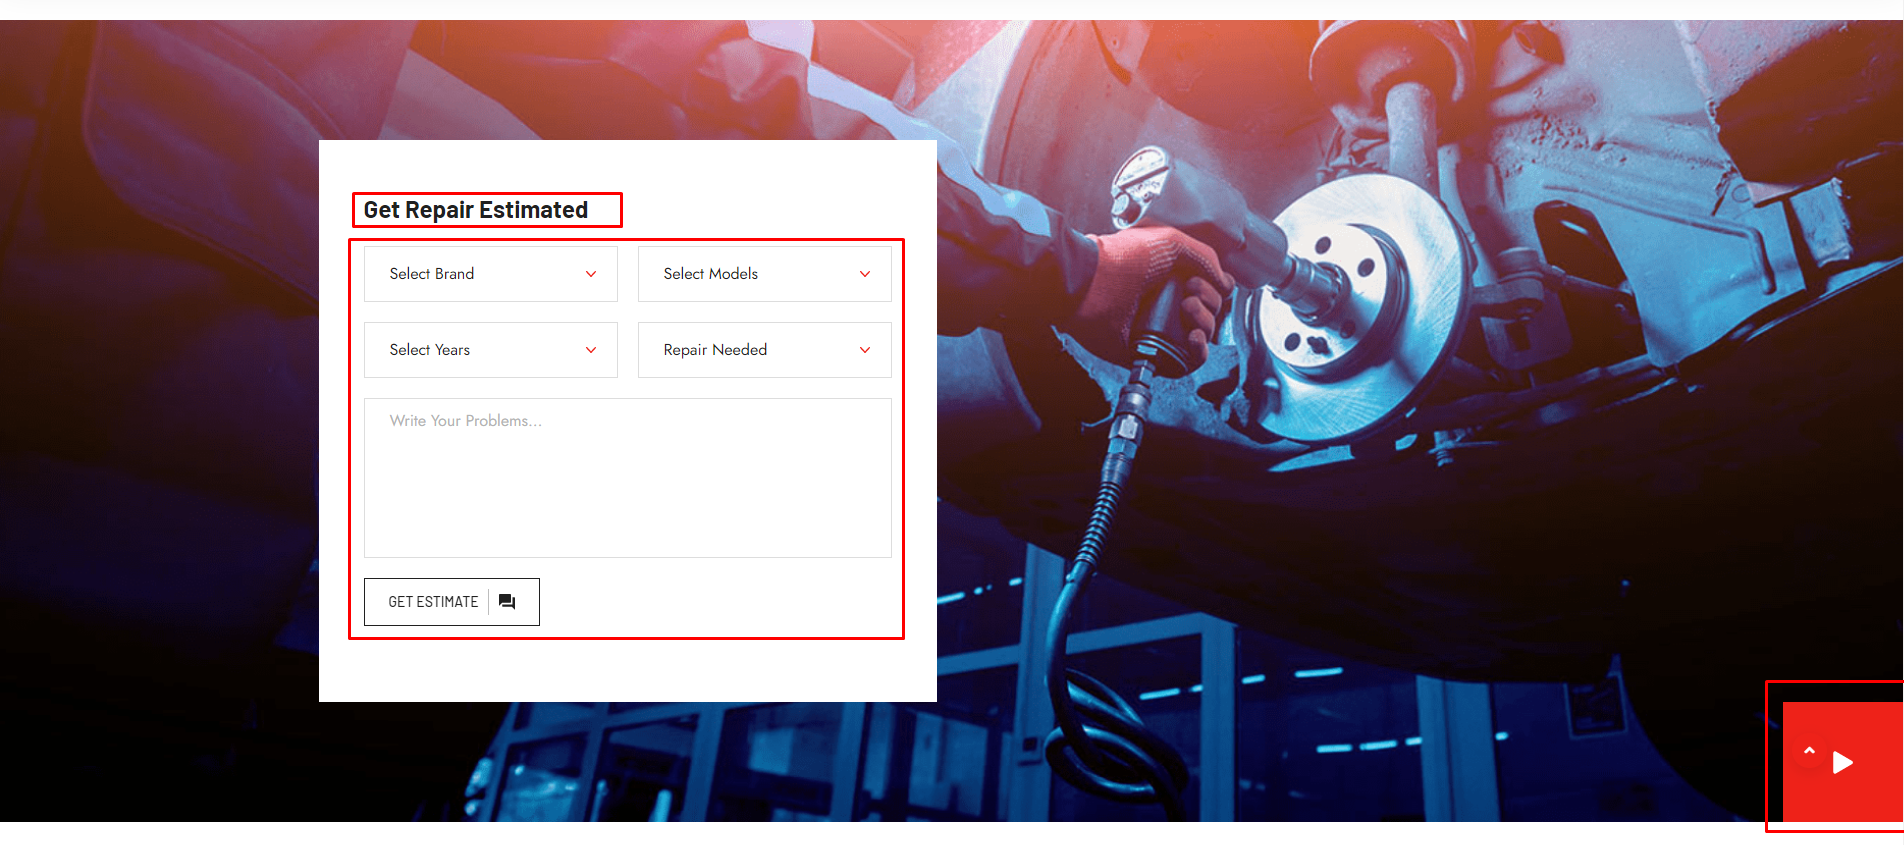 Get Repair Estimated
Select Brand
Select Models
Select Years
Repair Needed
Write Your Problems...
GET ESTIMATE